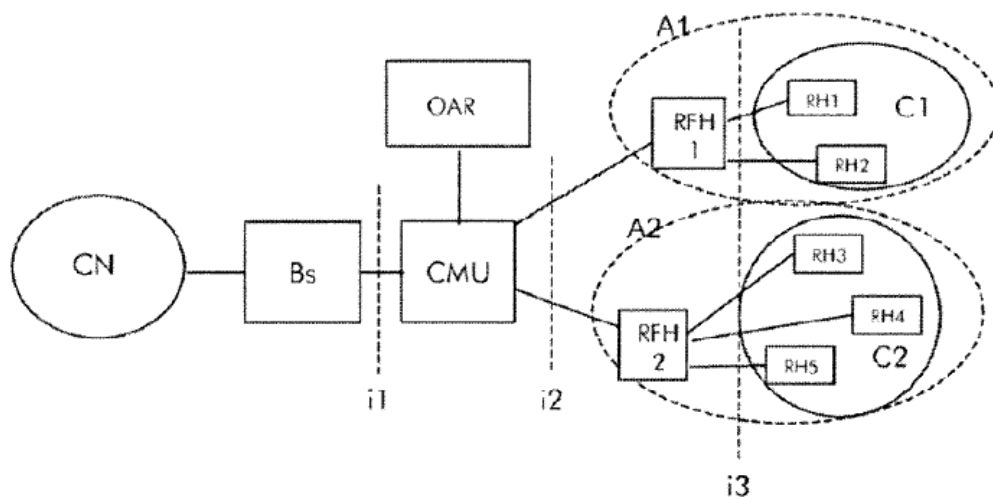 A1
OAR
RFH
1
RH1
C1
RH2
CN
Bs
CMU
A2
RH3
RFH
2
RH4
C2
RH5
i1
i2
i3